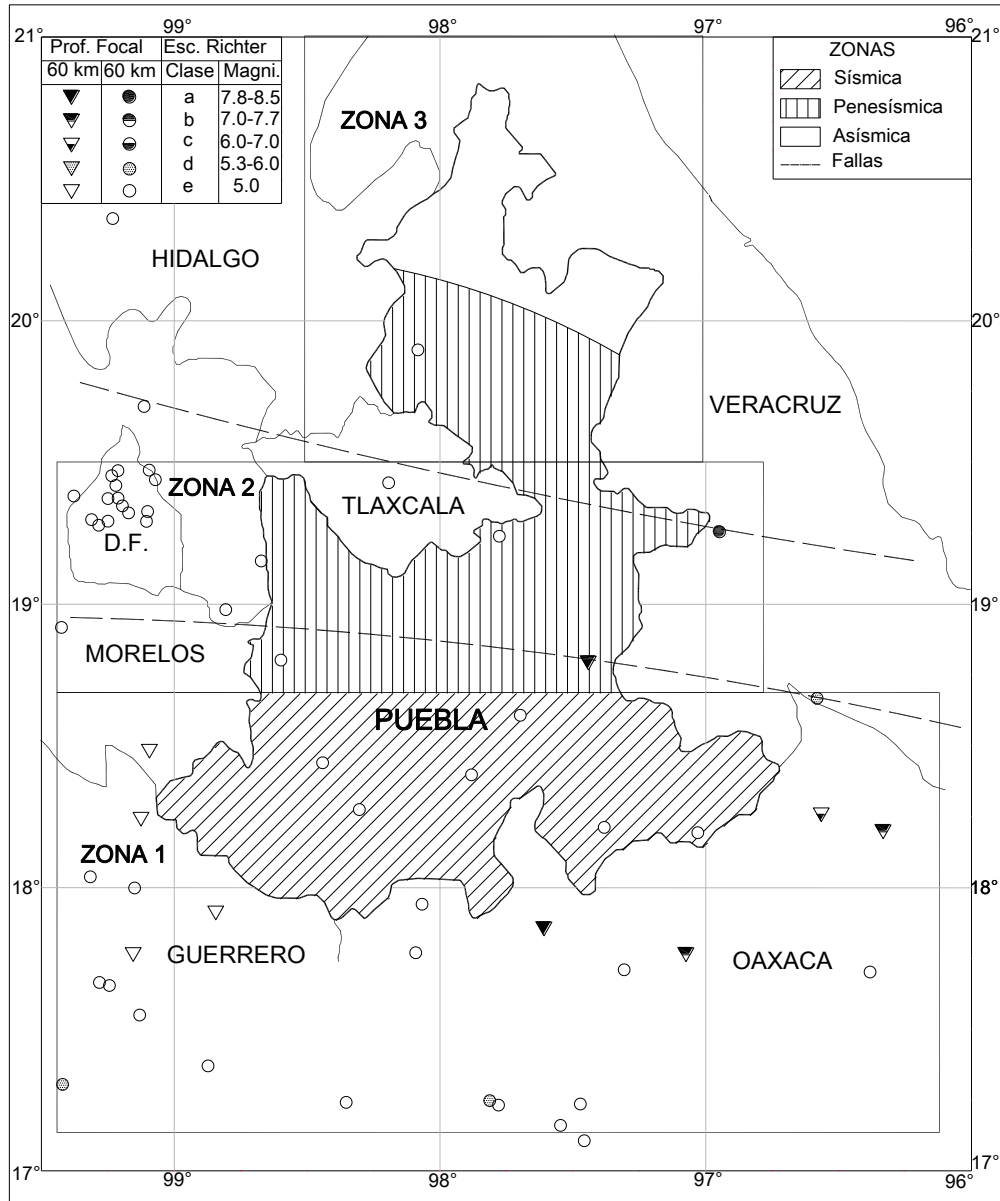 99° 98° 97° 96°
21° 21°
Prof. Focal Esc. Richter
60 km 60 km Clase Magni.
a 7.8-8.5
b 7.0-7.7
c 6.0-7.0
d 5.3-6.0
e 5.0
ZONAS
Sísmica
Penesísmica
Asísmica
Fallas
ZONA 3
HIDALGO
20° 20°
VERACRUZ
ZONA 2
TLAXCALA
D.F.
19° 19°
MORELOS
PUEBLA
ZONA 1
18° 18°
GUERRERO
OAXACA
17° 17°
99° 98° 97° 96°